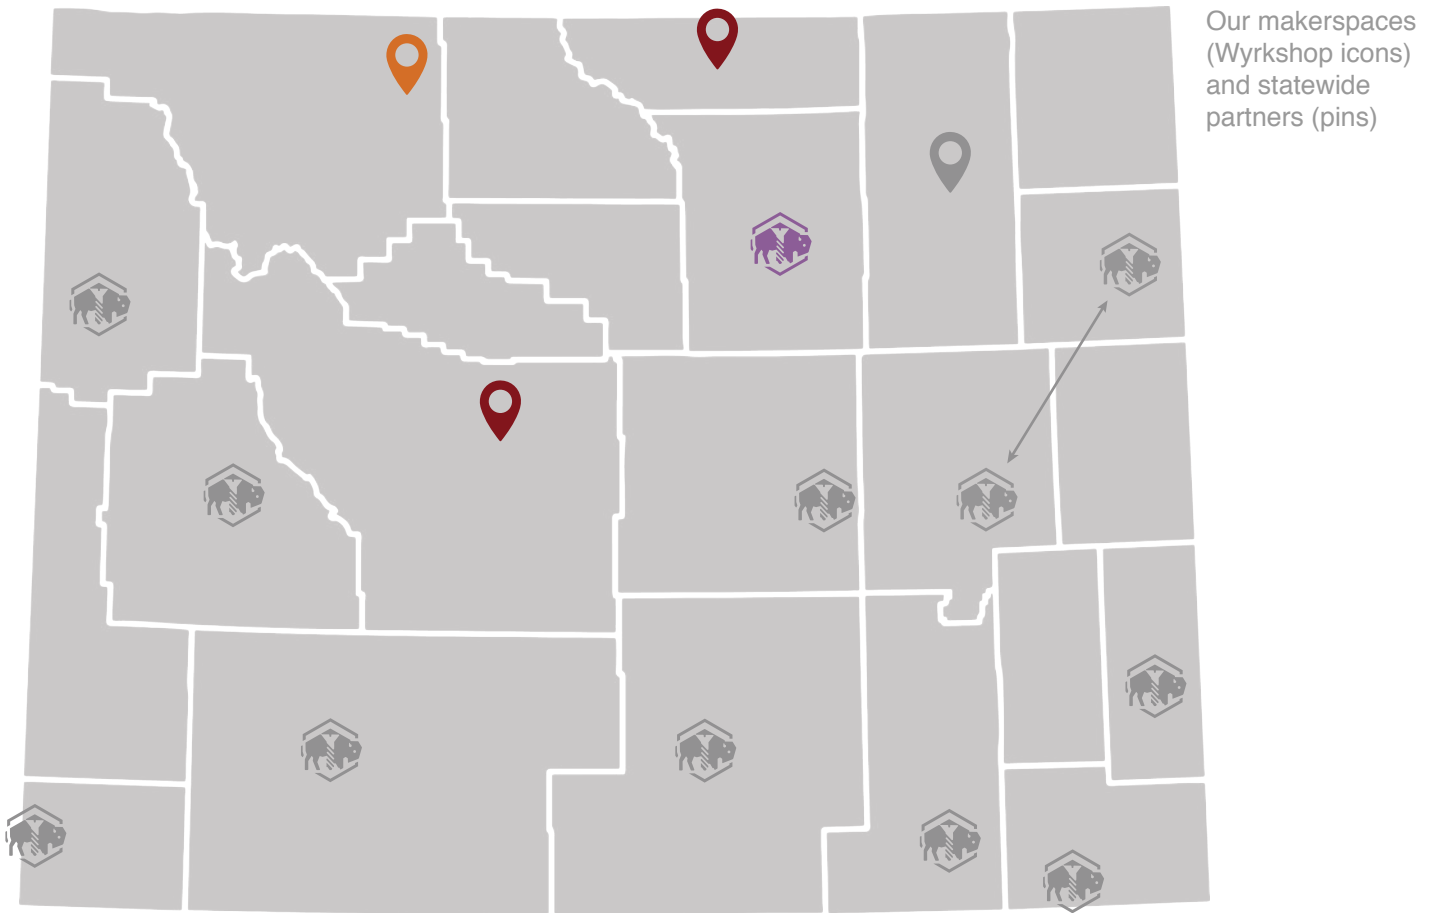 Our makerspaces
(Wyrkshop icons)
and statewide
partners (pins)